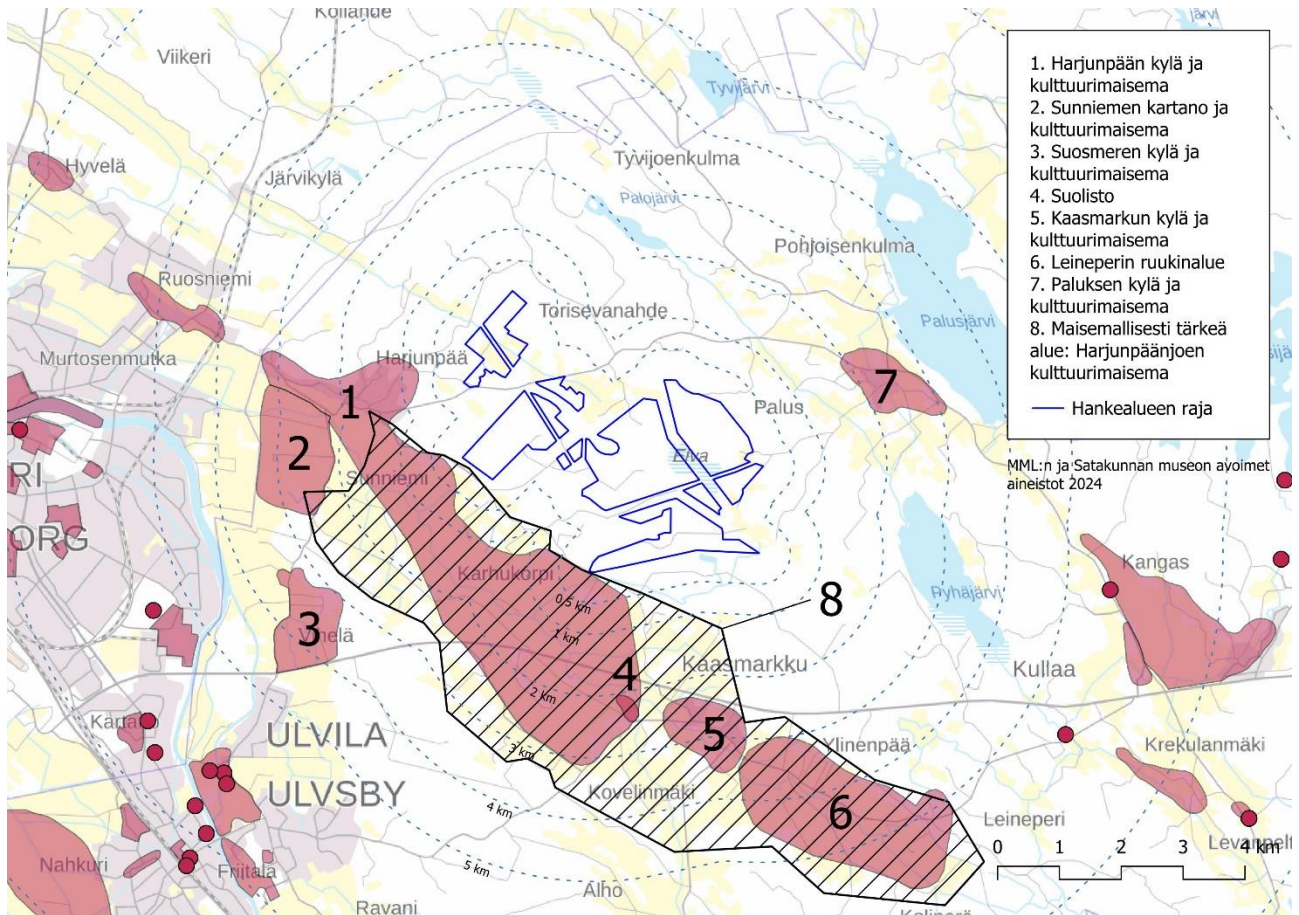 Kollahde
järvi
Viikeri
Tyvijärvi
Hyvelä
Järvikylä
Tyvijoenkulma
Palojärvi
Pohjoisenkulma
Ruosniemi
Torisevanahde
Palusjärvi
Murtosenmutka
Harjunpää
1
7
Palus
2
Elva
Sunniemi
RI
ORG
Kangas
Karhukorpi
0,5 km
Pyhäjärvi
8
3
Vinelä
1 km
Kaasmarkku
Kullaa
4
2 km
5
ULVILA
ULVSBY
3 km
Ylinenpää
Krekulanmäki
Kovelinmäki
4 km
6
Leineperi
0 1 2 3 4 km
Nahkuri
Friitala
5 km
Alho
Ravani
1. Harjunpään kylä ja
kulttuurimaisema
2. Sunniemen kartano ja
kulttuurimaisema
3. Suosmeren kylä ja
kulttuurimaisema
4. Suolisto
5. Kaasmarkun kylä ja
kulttuurimaisema
6. Leineperin ruukinalue
7. Paluksen kylä ja
kulttuurimaisema
8. Maisemallisesti tärkeä
alue: Harjunpäänjoen
kulttuurimaisema
Hankealueen raja
MML:n ja Satakunnan museon avoimet
aineistot 2024